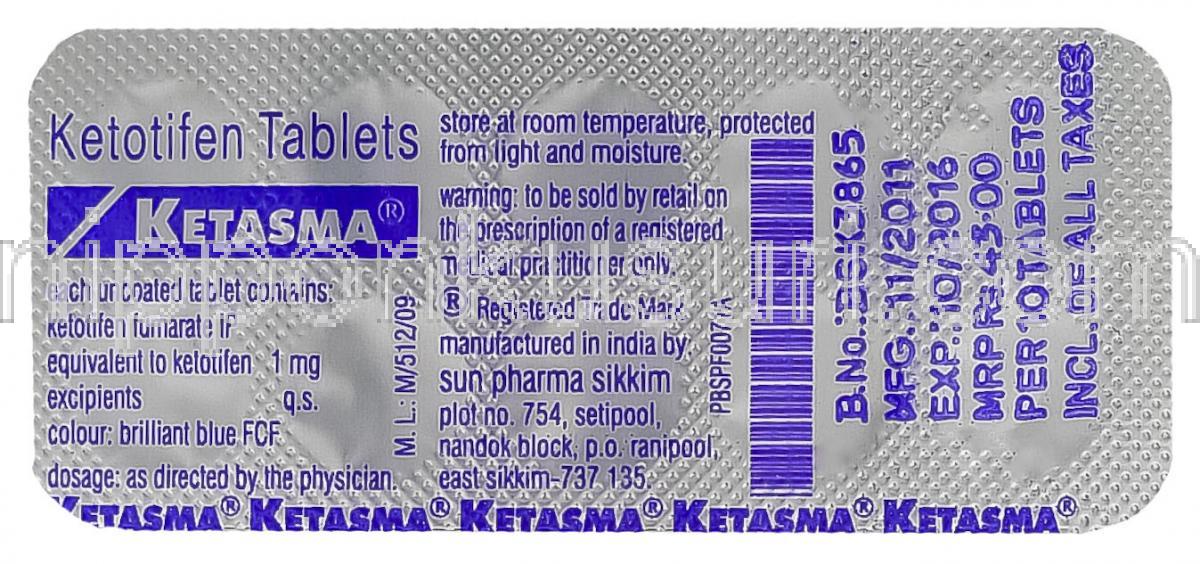 Ketotifen Tablets
KETASMA®
each uncoated tablet contains:
ketotifen fumarate IP
equivalent to ketotifen 1 mg
excipients q.s.
colour: brilliant blue FCF
dosage: as directed by the physician.
M. L. M/512/09
store at room temperature, protected
from light and moisture.
warning: to be sold by retail on
the prescription of a registered
medical practitioner only.
® Registered Trade Mark
manufactured in india by
sun pharma sikkim
plot no. 754, setipool,
nandok block, p.o. ranipool,
east sikkim-737 135.
MFG.:11/2011
EXP.:10/2016
MRP RS 43.00
PER 10 TABLETS
INCL. OF ALL TAXES
KETASMA® KETASMA® KETASMA® KETASMA® KETASMA®